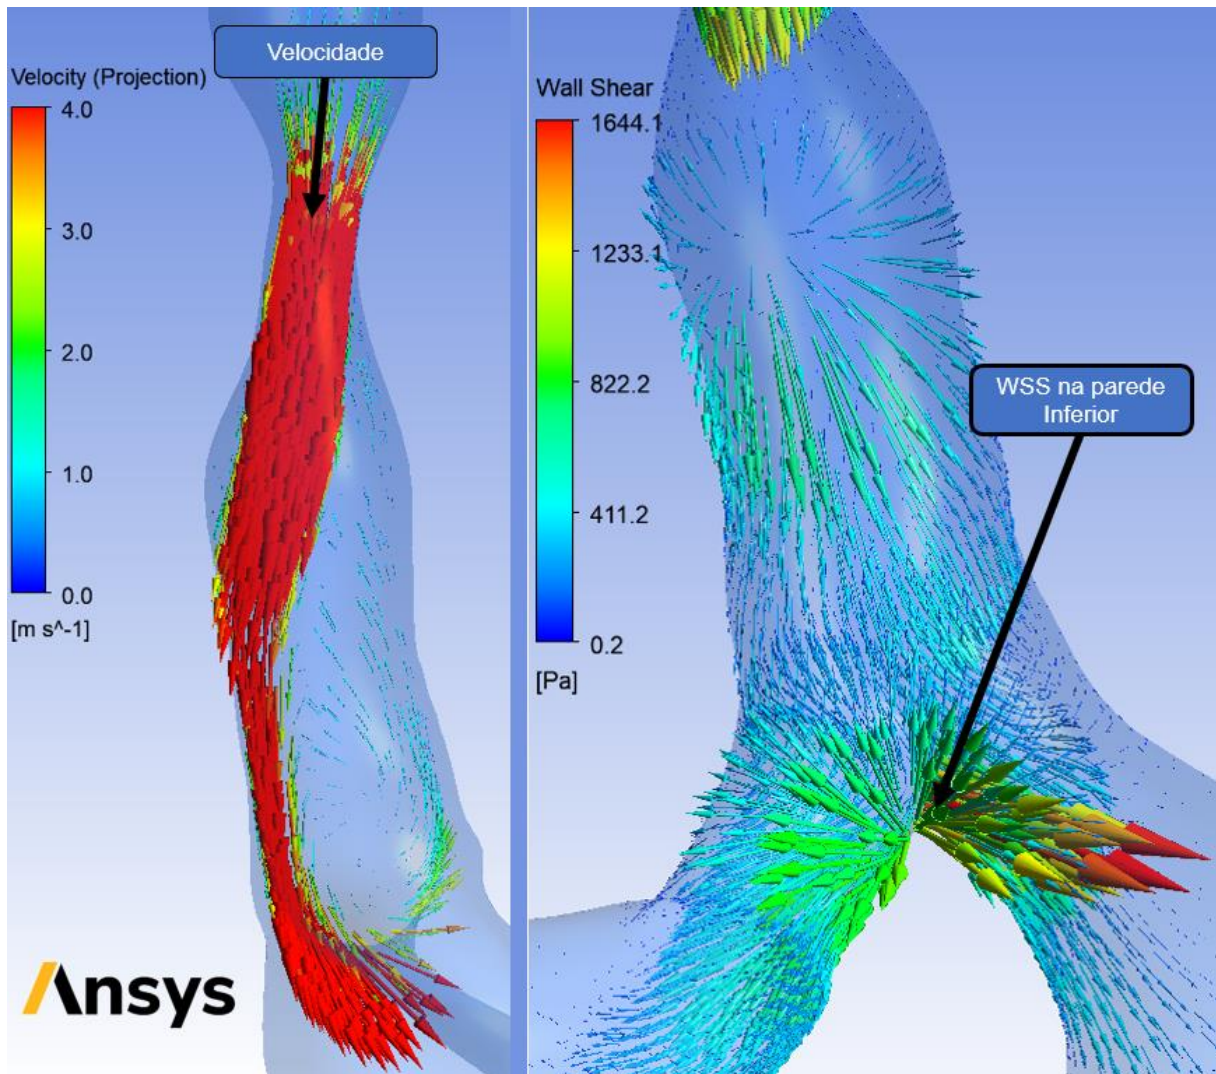 Velocidade
Velocity (Projection)
4.0
3.0
2.0
1.0
0.0
[m s^-1]
Ansys
Wall Shear
1644.1
1233.1
822.2
411.2
0.2
[Pa]
WSS na parede
Inferior